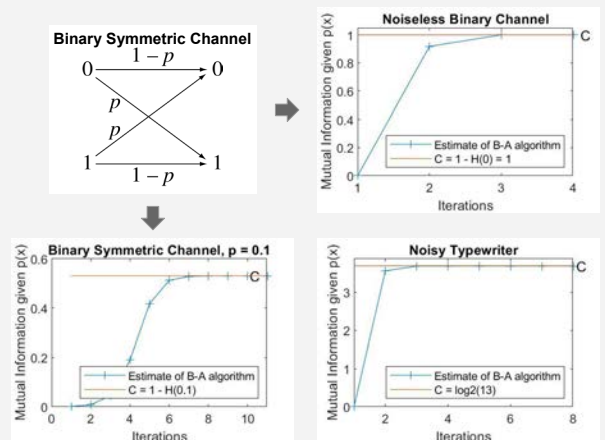 Binary Symmetric Channel
1 − p
0 0
p
p
1 1
1 − p
Noiseless Binary Channel
Mutual Information given p(x)
1
0.8
0.6
0.4
0.2
0
C
Estimate of B-A algorithm
C = 1 - H(0) = 1
1 2 3 4
Iterations
Binary Symmetric Channel, p = 0.1
Mutual Information given p(x)
0.6
0.4
0.2
0
C
Estimate of B-A algorithm
C = 1 - H(0.1)
0 2 4 6 8 10
Iterations
Noisy Typewriter
Mutual Information given p(x)
3
2
1
0
C
Estimate of B-A algorithm
C = log2(13)
2 4 6 8
Iterations